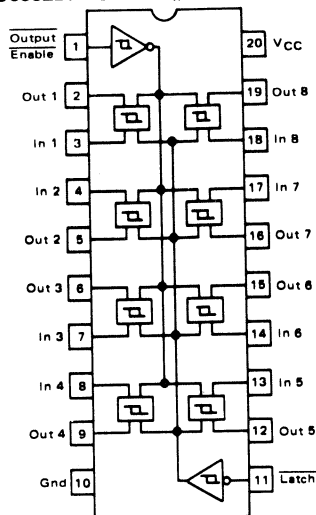 Output
Enable
1
20
VCC
Out 1
2
19
Out 8
In 1
3
18
In 8
In 2
4
17
In 7
Out 2
5
16
Out 7
Out 3
6
15
Out 6
In 3
7
14
In 6
In 4
8
13
In 5
Out 4
9
12
Out 5
Gnd
10
11
Latch